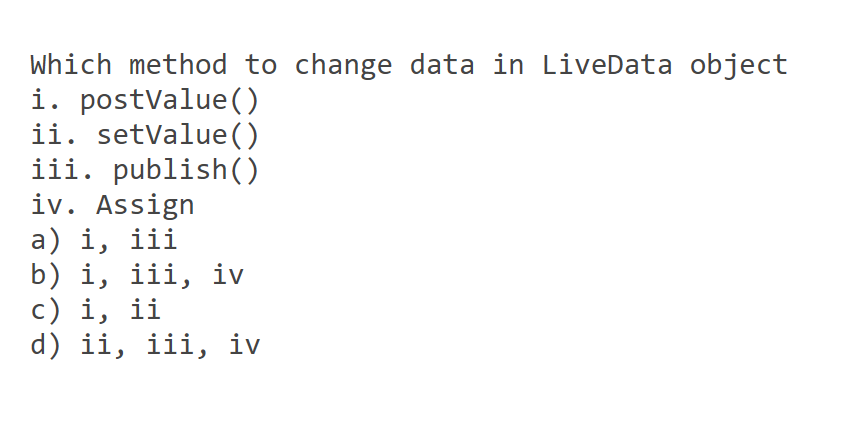 Which method to change data in LiveData object
i. postValue()
ii. setValue()
iii. publish()
iv. Assign
a) i, iii
b) i, iii, iv
c) i, ii
d) ii, iii, iv